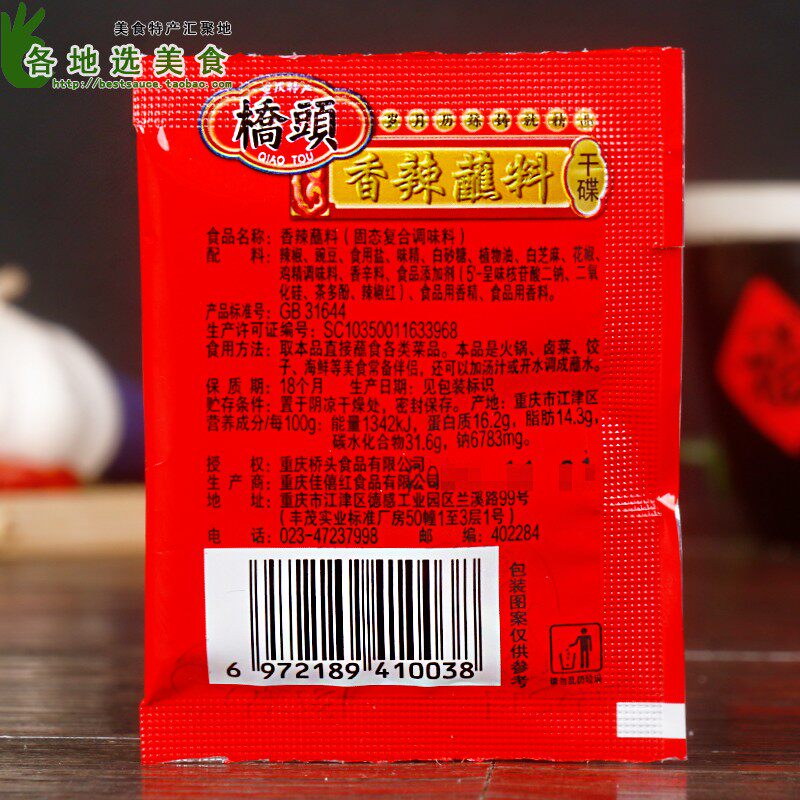 美食特产汇聚地
各地选美食
http://bestsauce.taobao.com
重庆特产
橋頭
QIAO TOU
香辣蘸料
干碟
食品名称：香辣蘸料（固态复合调味料）
配 料：辣椒、豌豆、食用盐、味精、白砂糖、植物油、白芝麻、花椒、
鸡精调味料、香辛料、食品添加剂（5'-呈味核苷酸二钠、二氧
化硅、茶多酚、辣椒红）、食品用香精、食品用香料。
产品标准号：GB 31644
生产许可证编号：SC10350011633968
食用方法：取本品直接蘸食各类菜品。本品是火锅、卤菜、饺
子、海鲜等美食常备伴侣，还可以加汤汁或开水调成蘸水。
保 质 期：18个月 生产日期：见包装标识
贮存条件：置于阴凉干燥处，密封保存。产地：重庆市江津区
营养成分/每100g：能量1342kJ，蛋白质16.2g，脂肪14.3g，
碳水化合物31.6g，钠6783mg。
授 权：重庆桥头食品有限公司
生 产 商：重庆佳僖红食品有限公司
地 址：重庆市江津区德感工业园区兰溪路99号
（丰茂实业标准厂房50幢1至3层1号）
电 话：023-47237998 邮 编：402284
包装图案仅供参考
6 972189 410038